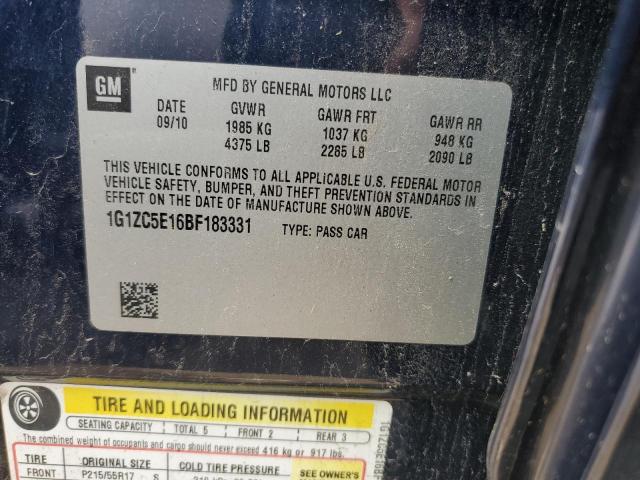 GM
MFD BY GENERAL MOTORS LLC
DATE GVWR GAWR FRT GAWR RR
09/10 1985 KG 1037 KG 948 KG
4375 LB 2285 LB 2090 LB
THIS VEHICLE CONFORMS TO ALL APPLICABLE U.S. FEDERAL MOTOR
VEHICLE SAFETY, BUMPER, AND THEFT PREVENTION STANDARDS IN
EFFECT ON THE DATE OF MANUFACTURE SHOWN ABOVE.
1G1ZC5E16BF183331 TYPE: PASS CAR
TIRE AND LOADING INFORMATION
SEATING CAPACITY TOTAL 5 FRONT 2 REAR 3
The combined weight of occupants and cargo should never exceed 416 kg or 917 lbs.
TIRE ORIGINAL SIZE COLD TIRE PRESSURE SEE OWNER'S
FRONT P215/55R17 S